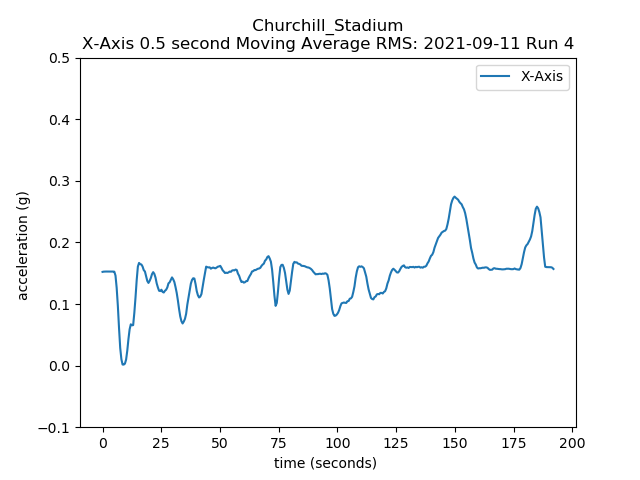 Churchill_Stadium
X-Axis 0.5 second Moving Average RMS: 2021-09-11 Run 4
X-Axis
0.5
0.4
0.3
0.2
0.1
0.0
−0.1
acceleration (g)
0 25 50 75 100 125 150 175 200
time (seconds)